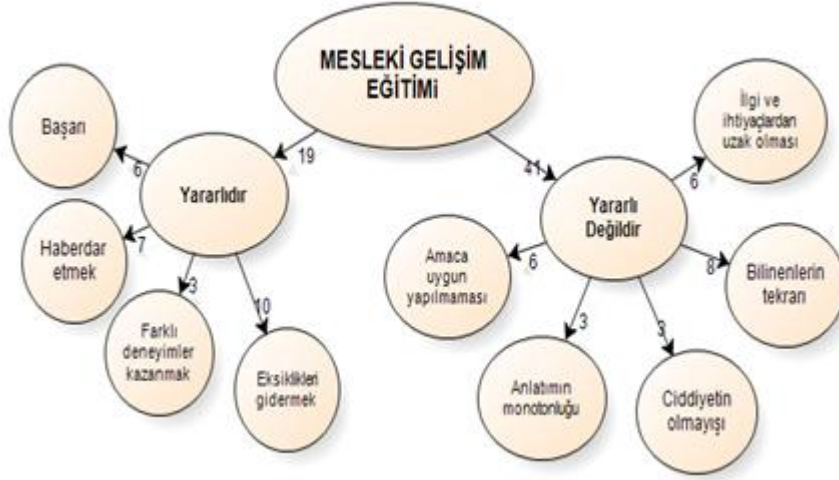 MESLEKİ GELİŞİM
EĞİTİMi
19
41
Yararlıdır
6
Başarı
7
Haberdar
etmek
3
Farklı
deneyimler
kazanmak
10
Eksiklikleri
gidermek
Yararlı
Değildir
6
İlgi ve
ihtiyaçlardan
uzak olması
6
Amaca
uygun
yapılmaması
8
Bilinenlerin
tekrarı
3
Anlatımın
monotonluğu
3
Ciddiyetin
olmayışı